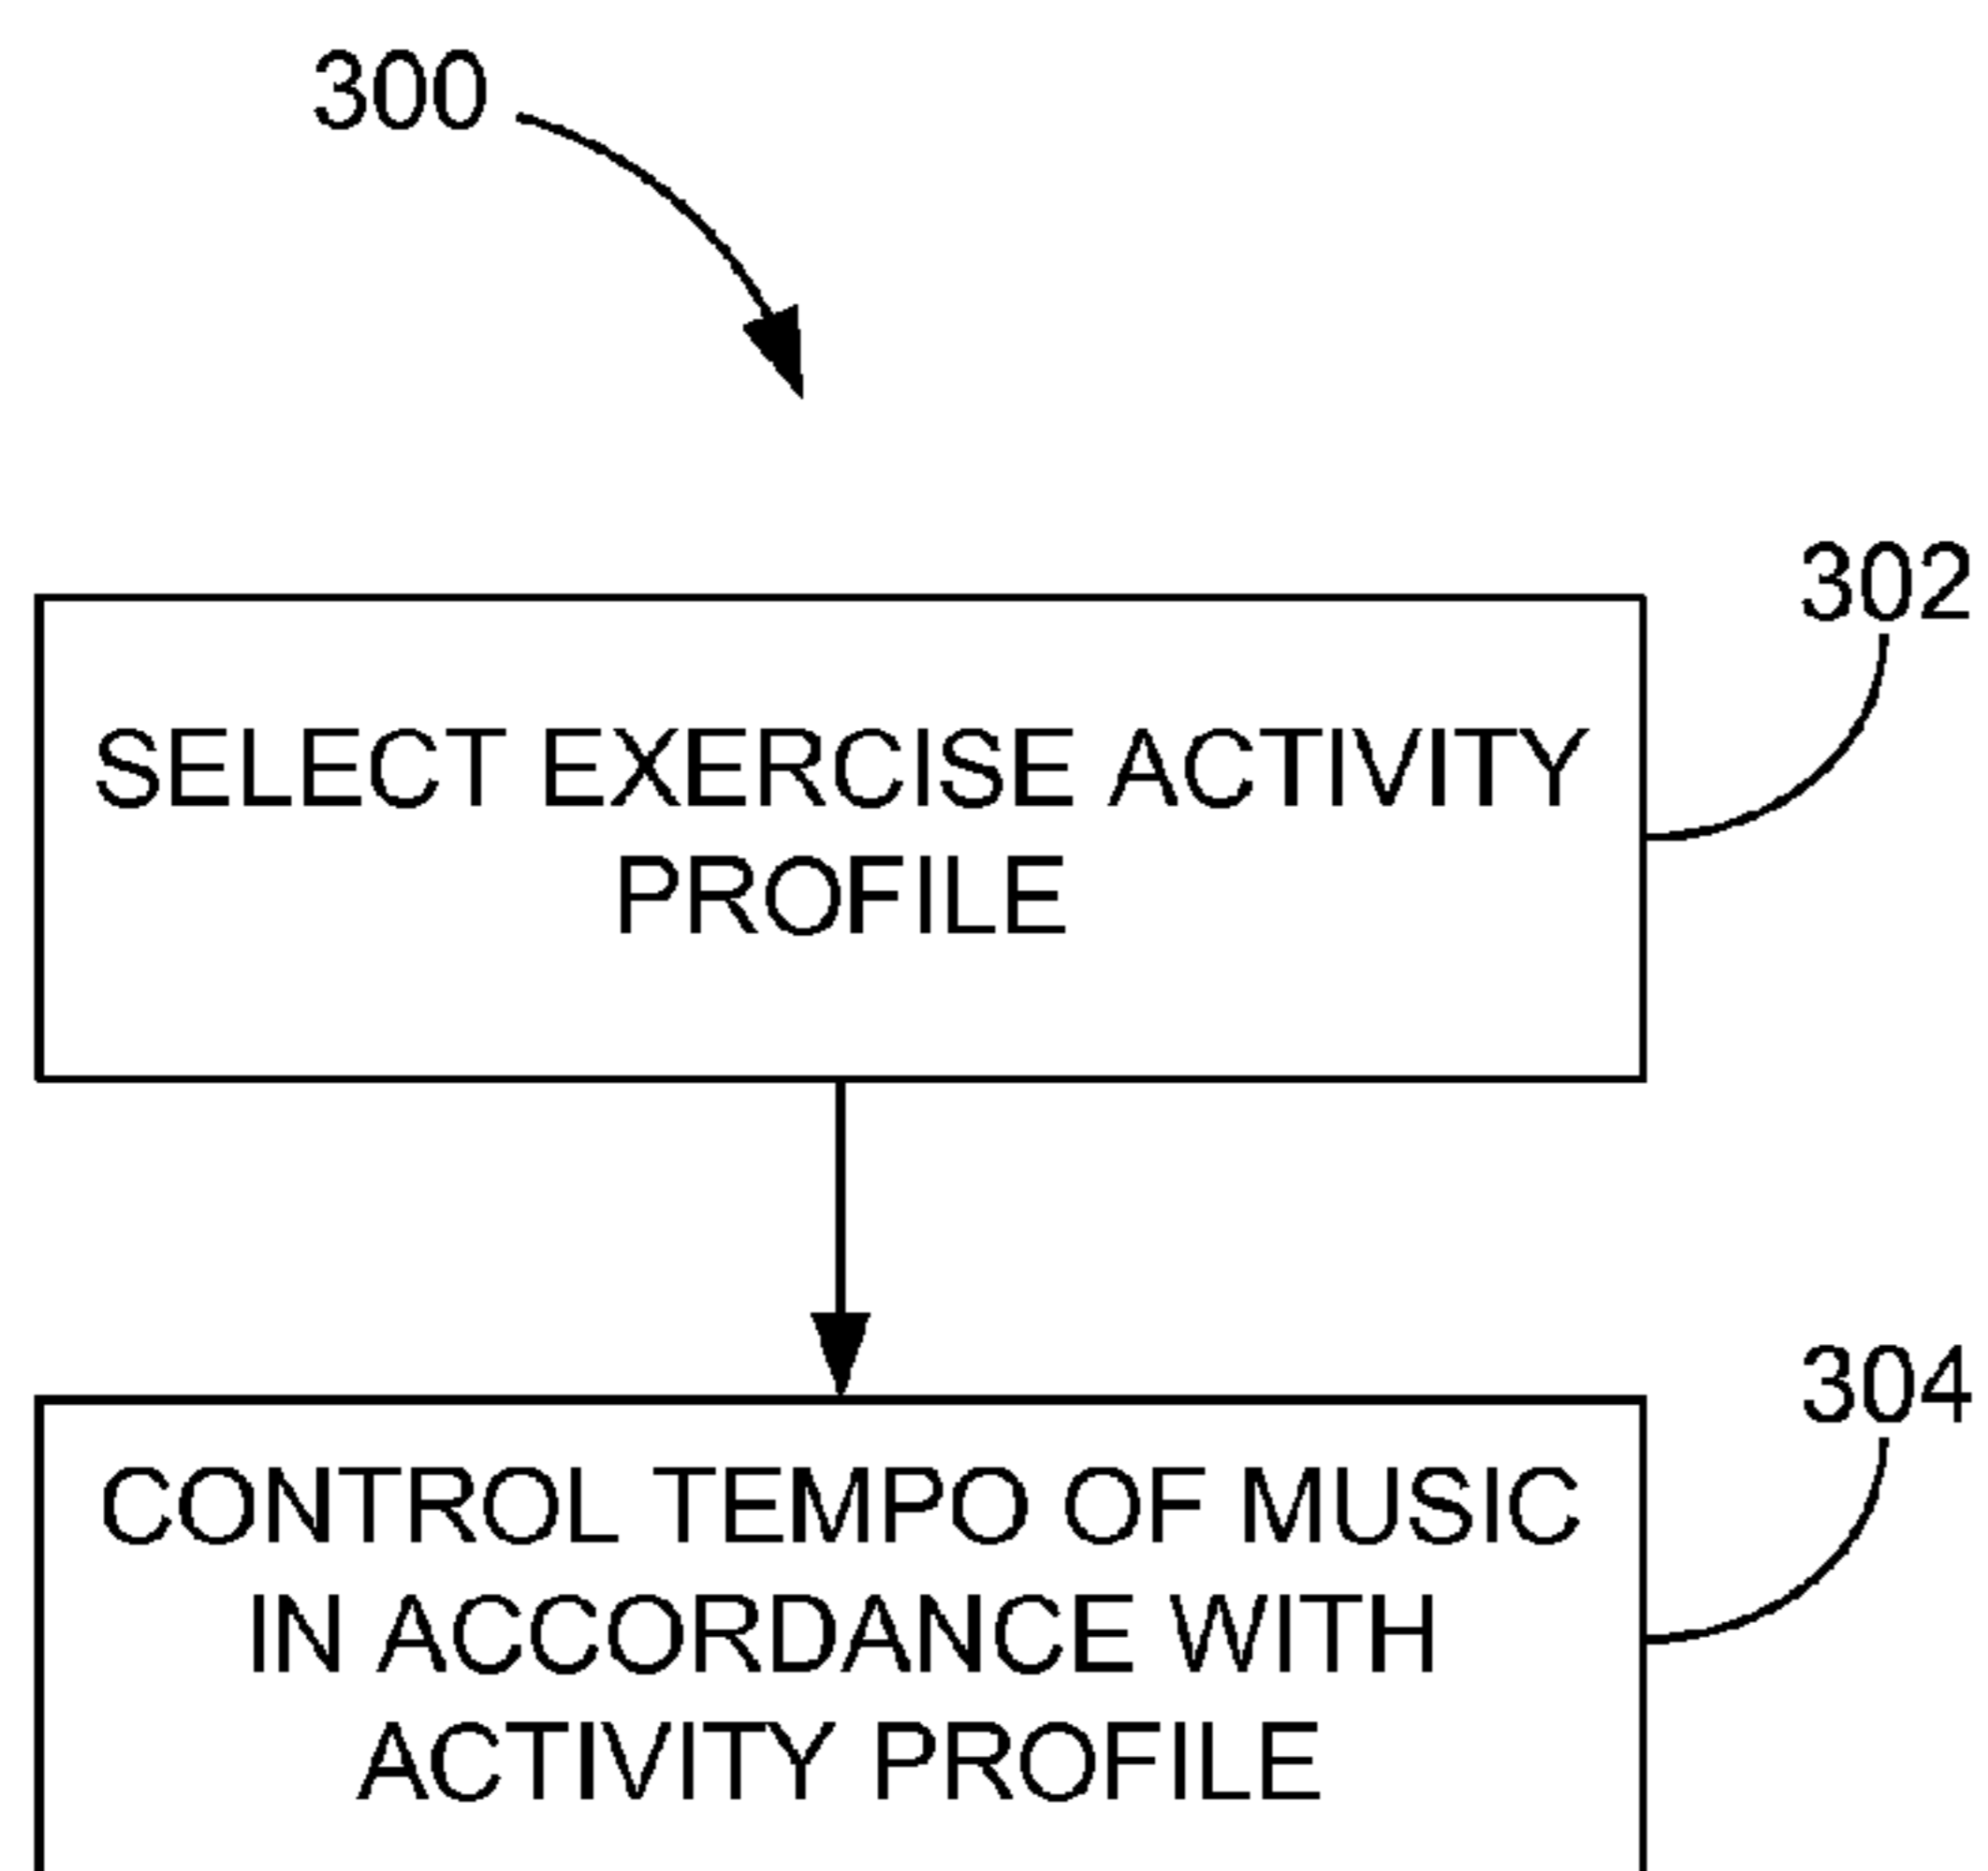 300
302
SELECT EXERCISE ACTIVITY
PROFILE
304
CONTROL TEMPO OF MUSIC
IN ACCORDANCE WITH
ACTIVITY PROFILE